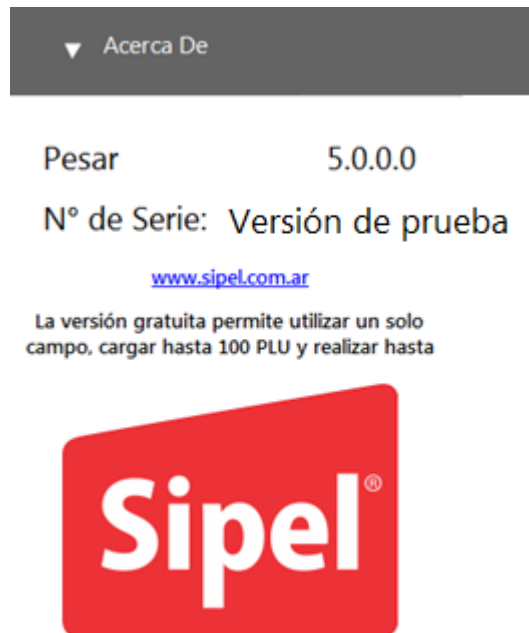 Acerca De
Pesar 5.0.0.0
N° de Serie: Versión de prueba
www.sipel.com.ar
La versión gratuita permite utilizar un solo
campo, cargar hasta 100 PLU y realizar hasta
Sipel®